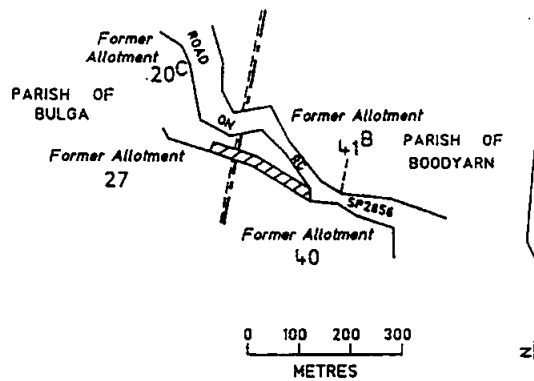 Former
Allotment
20C
ROAD
PARISH OF
BULGA
ON
Former Allotment
41B
PARISH OF
BOODYARN
Former Allotment
27
SP2856
Former Allotment
40
0 100 200 300
METRES